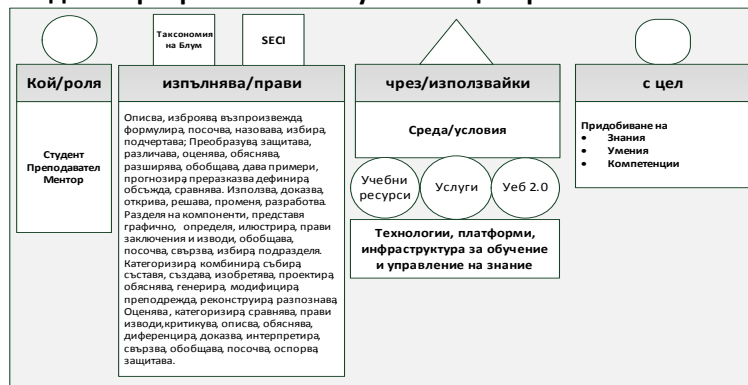 Таксономия
на Блум
SECI
Кой/роля
изпълнява/прави
чрез/използвайки
с цел
Студент
Преподавател
Ментор
Описва, изброява, възпроизвежда,
формулира, посочва, назовава, избира,
подчертава; Преобразува, защитава,
различава, оценява, обяснява,
разширява, обобщава, дава примери,
прогнозира, преразказва дефинира,
обсъжда, сравнява. Използва, доказва,
открива, решава, променя, разработва.
Разделя на компоненти, представя
графично, определя, илюстрира, прави
заключения и изводи, обобщава,
посочва, свързва, избира, подразделя.
Категоризира, комбинира, събира,
съставя, създава, изобретява, проектира,
обяснява, генерира, модифицира,
преподрежда, реконструира, разпознава.
Оценява, категоризира, сравнява, прави
изводи,критикува, описва, обяснява,
диференцира, доказва, интерпретира,
свързва, обобщава, посочва, оспорва,
защитава.
Среда/условия
Учебни
ресурси
Услуги
Уеб 2.0
Технологии, платформи,
инфраструктура за обучение
и управление на знание
Придобиване на
• Знания
• Умения
• Компетенции